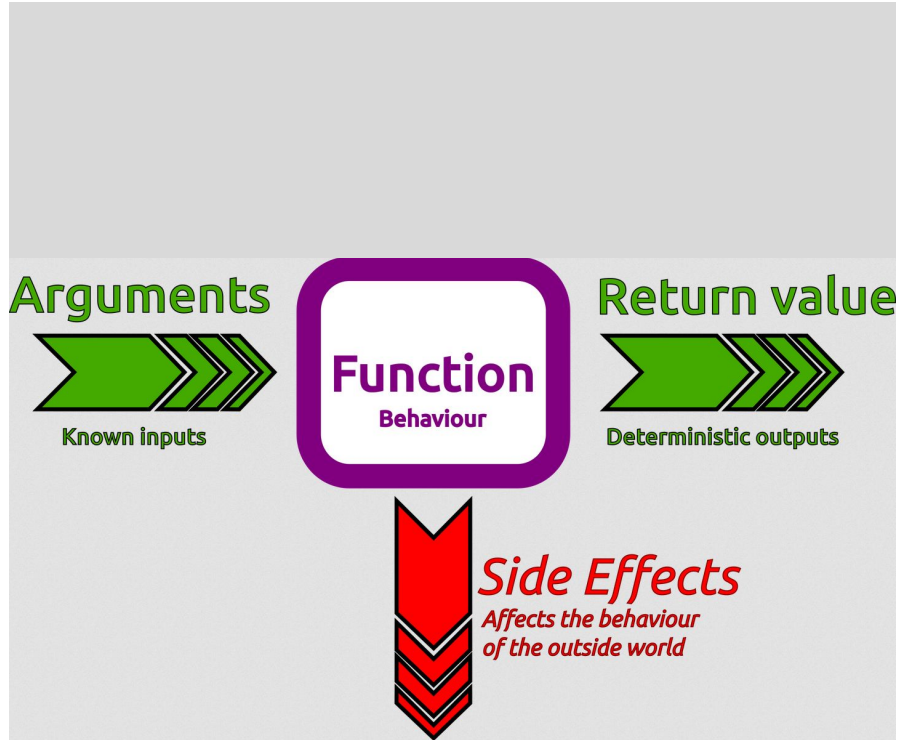 Arguments
Return value
Function
Behaviour
Known inputs
Deterministic outputs
Side Effects
Affects the behaviour
of the outside world